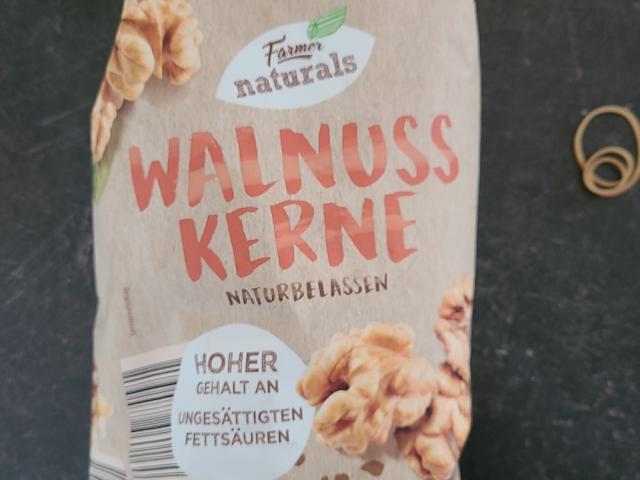 Farmer
naturals
WALNUSS
KERNE
NATURBELASSEN
HOHER
GEHALT AN
UNGESÄTTIGTEN
FETTSÄUREN